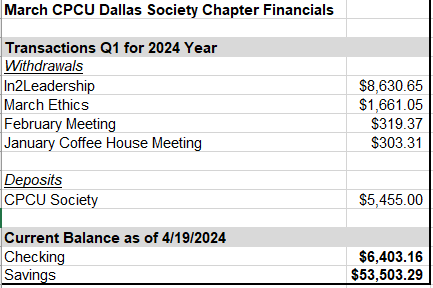 March CPCU Dallas Society Chapter Financials
Transactions Q1 for 2024 Year
Withdrawals
In2Leadership $8,630.65
March Ethics $1,661.05
February Meeting $319.37
January Coffee House Meeting $303.31
Deposits
CPCU Society $5,455.00
Current Balance as of 4/19/2024
Checking $6,403.16
Savings $53,503.29